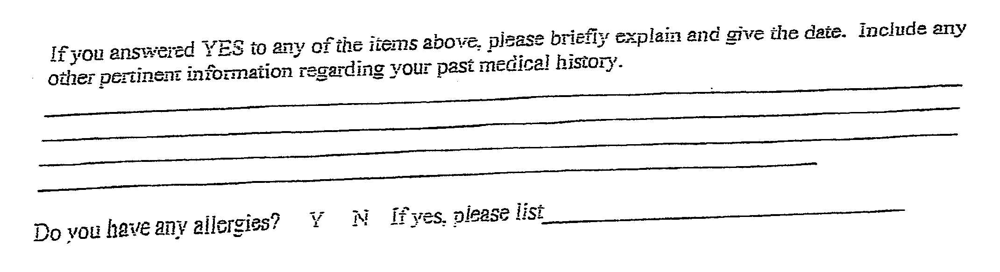 If you answered YES to any of the items above, please briefly explain and give the date. Include any
other pertinent information regarding your past medical history.
Do you have any allergies? Y N If yes, please list